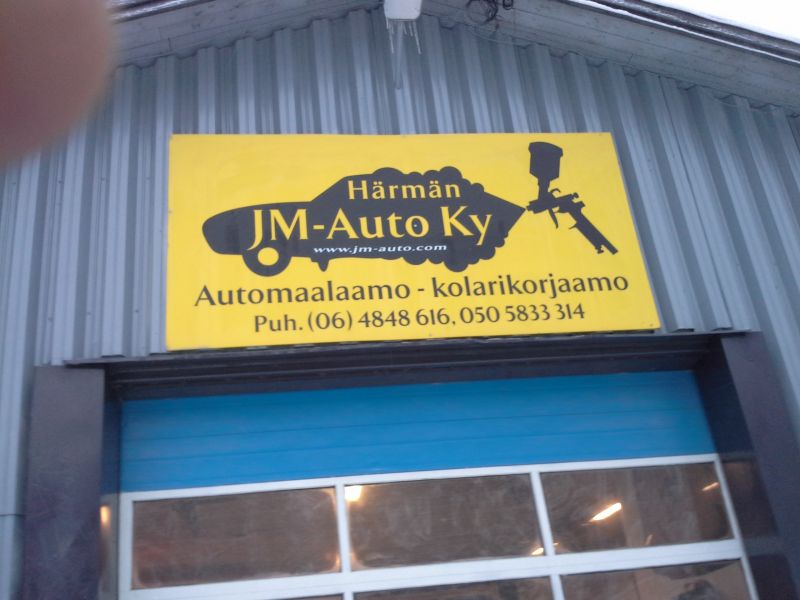 Härmän
JM-Auto Ky
www.jm-auto.com
Automaalaamo - kolarikorjaamo
Puh. (06) 4848 616, 050 5833 314